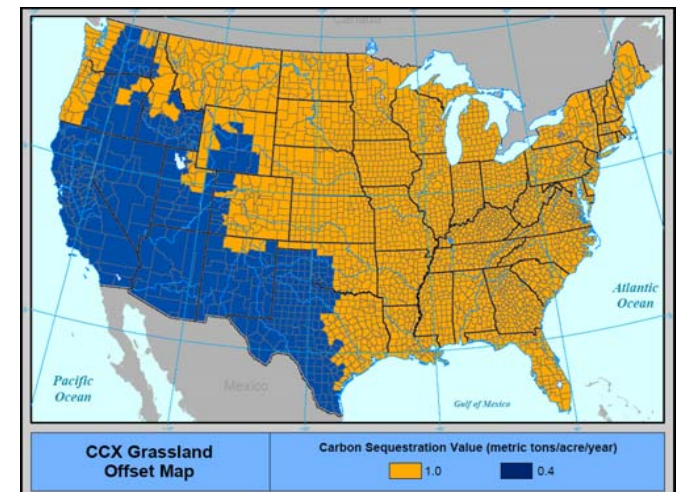 Canada
Atlantic
Ocean
Pacific
Ocean
Mexico
Gulf of Mexico
CCX Grassland
Offset Map
Carbon Sequestration Value (metric tons/acre/year)
1.0
0.4